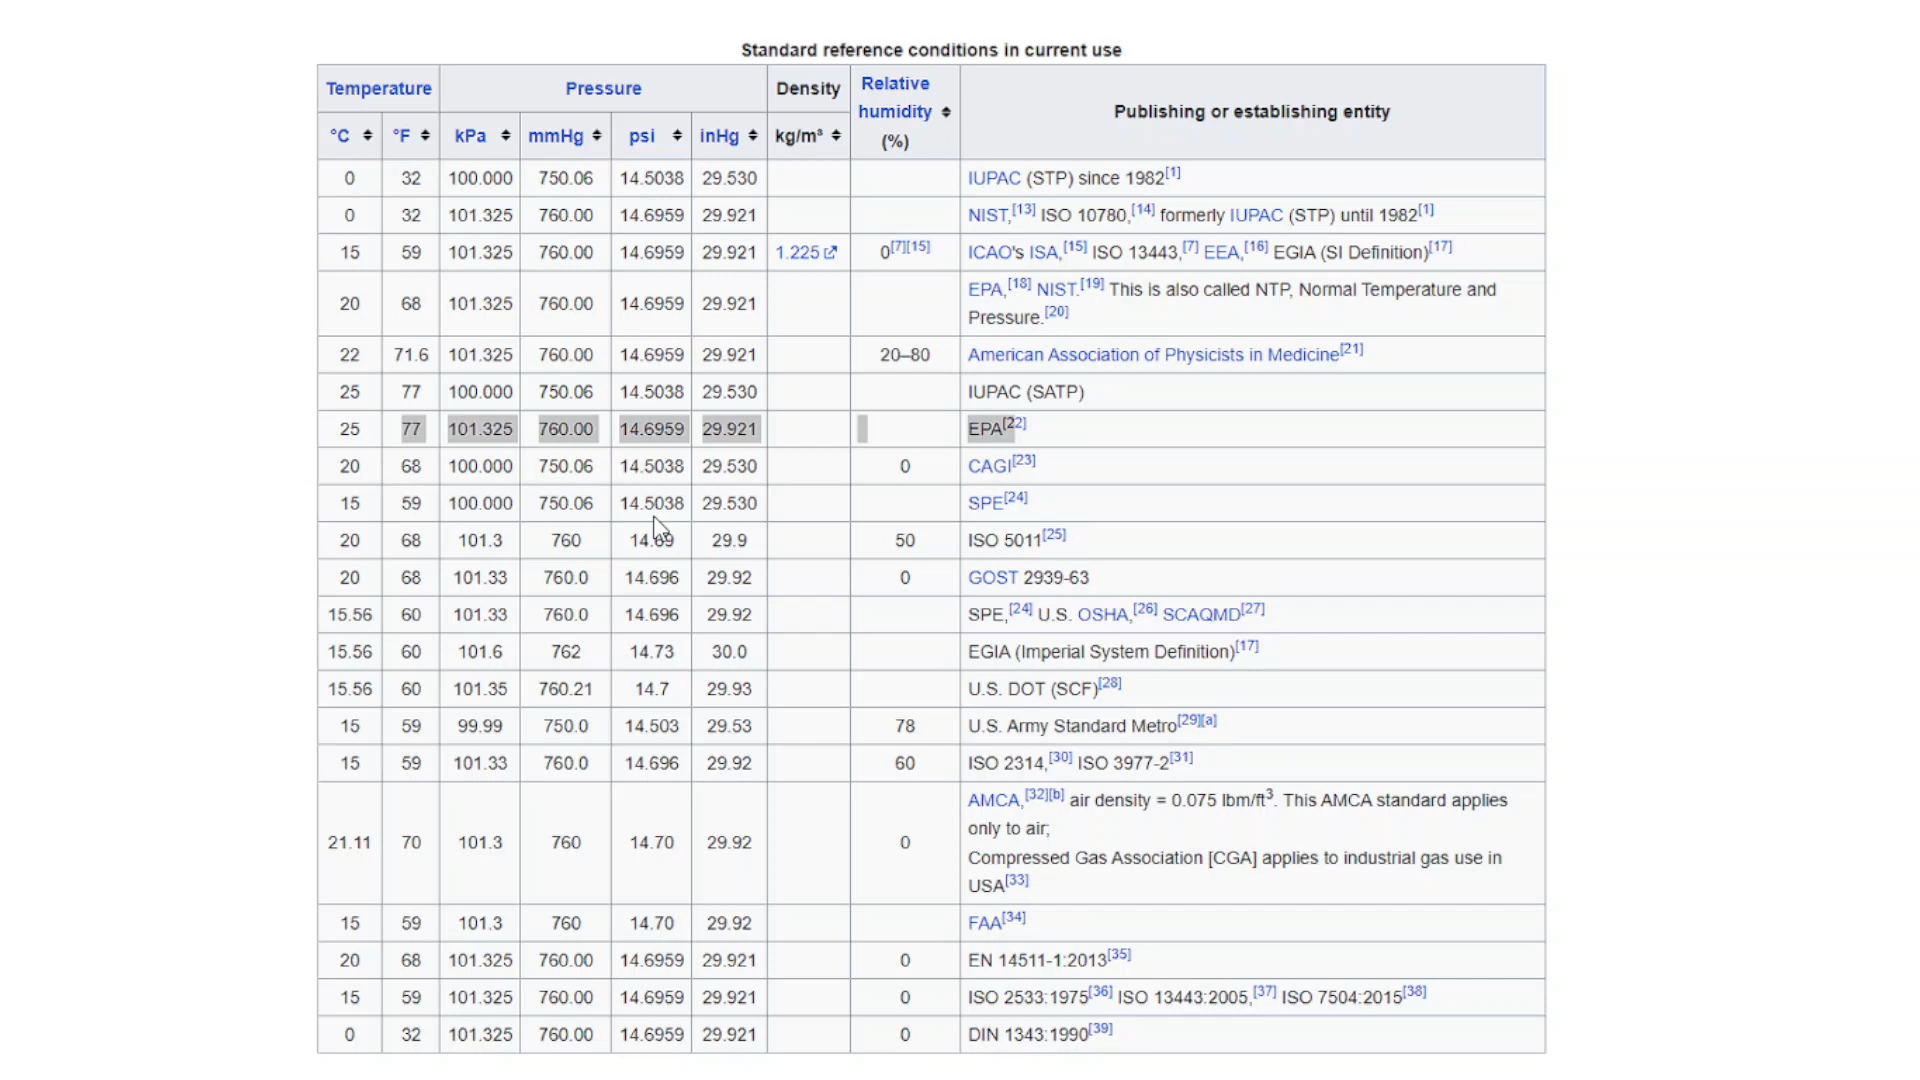 Standard reference conditions in current use
Temperature Pressure Density Relative humidity (%) Publishing or establishing entity
°C °F kPa mmHg psi inHg kg/m³
0 32 100.000 750.06 14.5038 29.530 IUPAC (STP) since 1982[1]
0 32 101.325 760.00 14.6959 29.921 NIST,[13] ISO 10780,[14] formerly IUPAC (STP) until 1982[1]
15 59 101.325 760.00 14.6959 29.921 1.225 0[7][15] ICAO's ISA,[15] ISO 13443,[7] EEA,[16] EGIA (SI Definition)[17]
20 68 101.325 760.00 14.6959 29.921 EPA,[18] NIST.[19] This is also called NTP, Normal Temperature and
Pressure.[20]
22 71.6 101.325 760.00 14.6959 29.921 20–80 American Association of Physicists in Medicine[21]
25 77 100.000 750.06 14.5038 29.530 IUPAC (SATP)
25 77 101.325 760.00 14.6959 29.921 EPA[22]
20 68 100.000 750.06 14.5038 29.530 0 CAGI[23]
15 59 100.000 750.06 14.5038 29.530 SPE[24]
20 68 101.3 760 14.69 29.9 50 ISO 5011[25]
20 68 101.33 760.0 14.696 29.92 0 GOST 2939-63
15.56 60 101.33 760.0 14.696 29.92 SPE,[24] U.S. OSHA,[26] SCAQMD[27]
15.56 60 101.6 762 14.73 30.0 EGIA (Imperial System Definition)[17]
15.56 60 101.35 760.21 14.7 29.93 U.S. DOT (SCF)[28]
15 59 99.99 750.0 14.503 29.53 78 U.S. Army Standard Metro[29][a]
15 59 101.33 760.0 14.696 29.92 60 ISO 2314,[30] ISO 3977-2[31]
21.11 70 101.3 760 14.70 29.92 0 AMCA,[32][b] air density = 0.075 lbm/ft³. This AMCA standard applies
only to air;
Compressed Gas Association [CGA] applies to industrial gas use in
USA[33]
15 59 101.3 760 14.70 29.92 FAA[34]
20 68 101.325 760.00 14.6959 29.921 0 EN 14511-1:2013[35]
15 59 101.325 760.00 14.6959 29.921 0 ISO 2533:1975[36] ISO 13443:2005,[37] ISO 7504:2015[38]
0 32 101.325 760.00 14.6959 29.921 0 DIN 1343:1990[39]